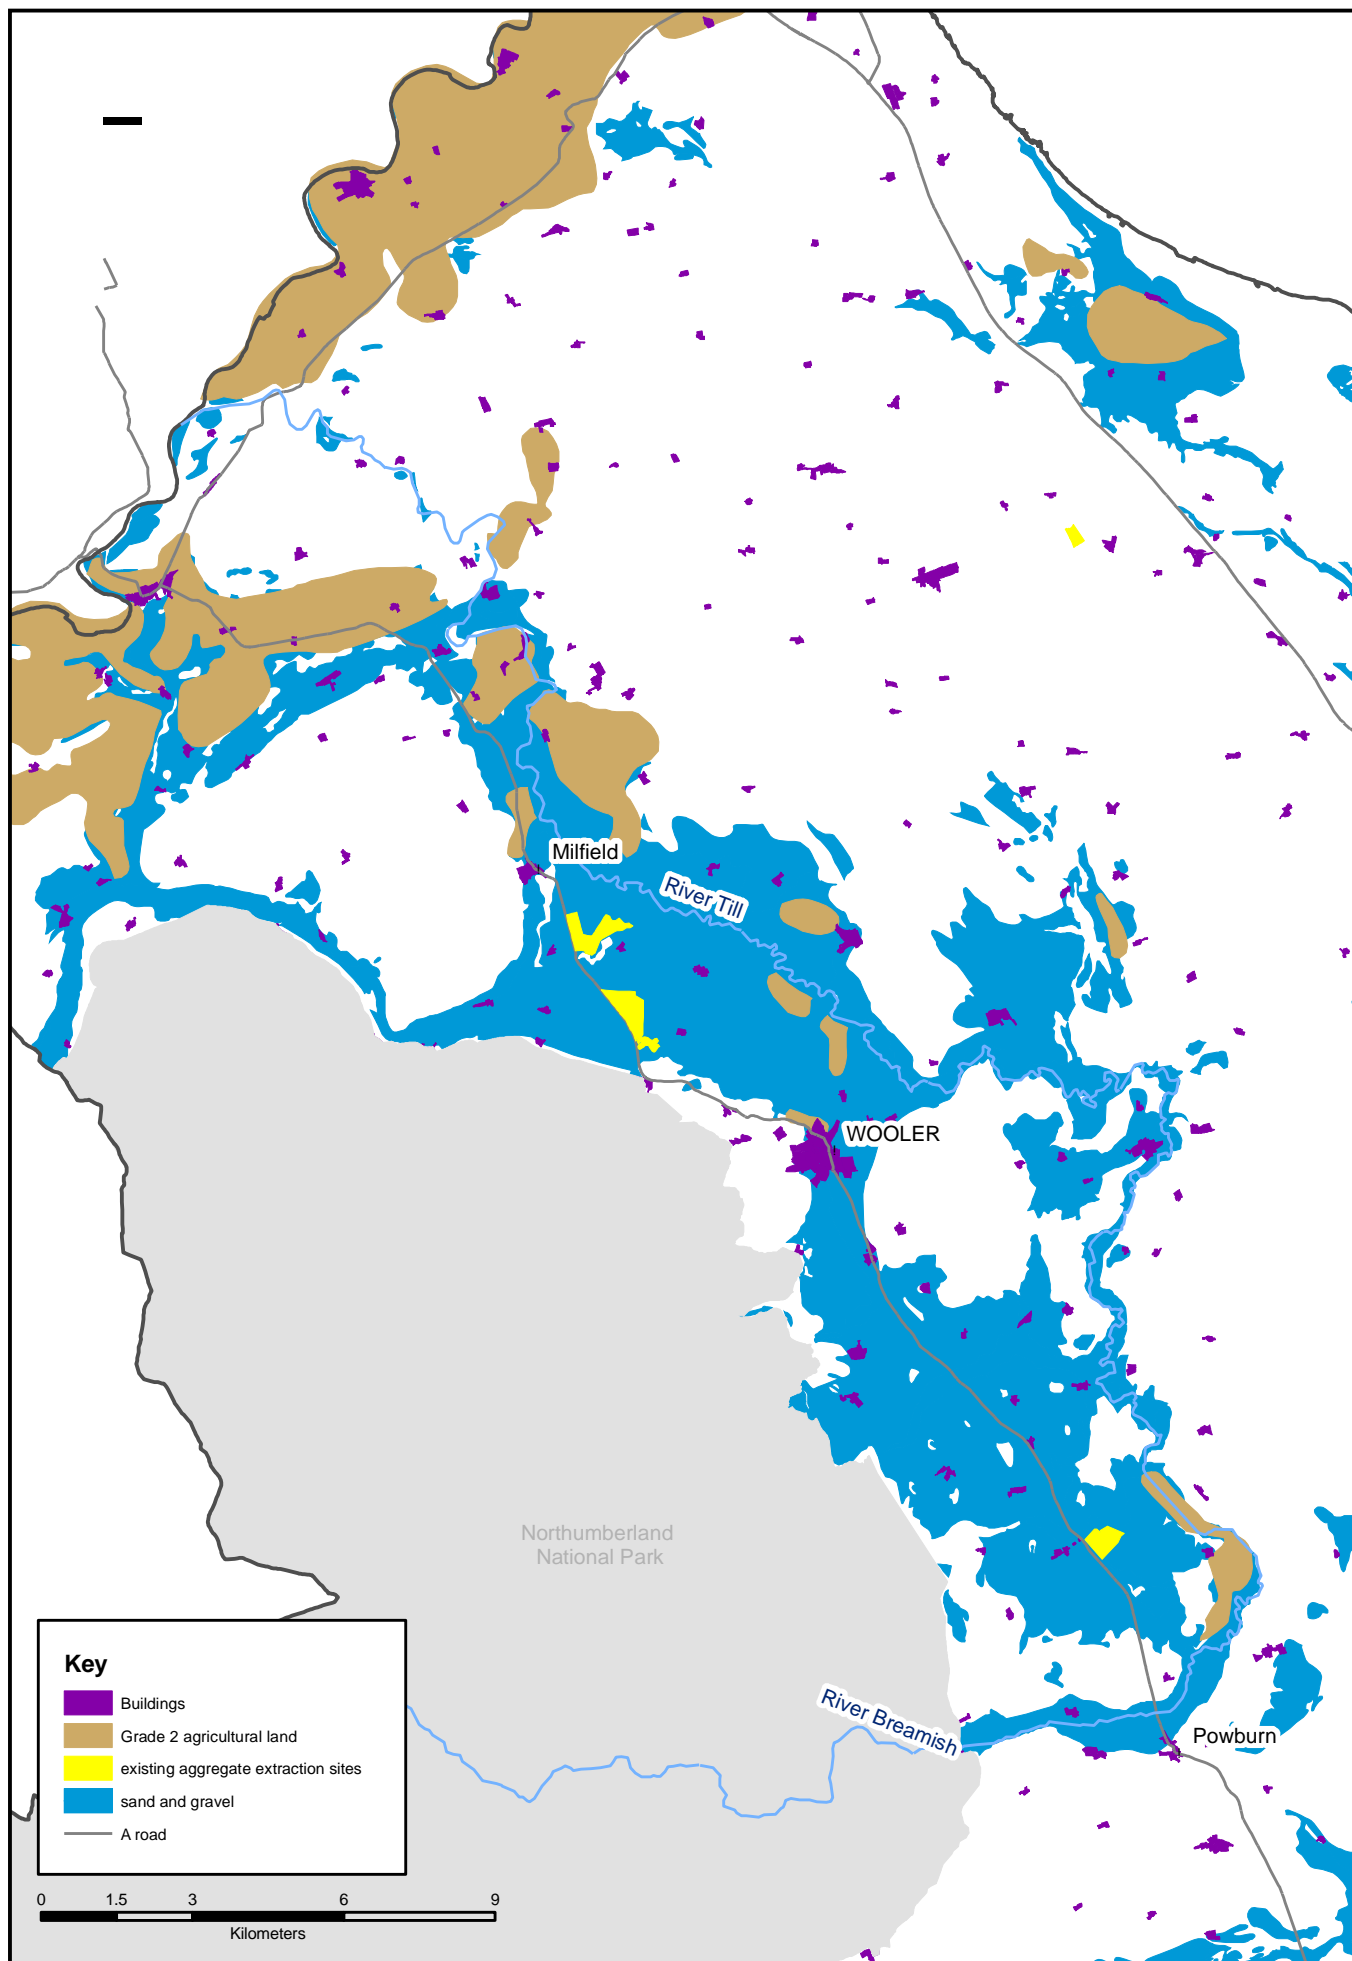 Milfield
River Till
WOOLER
Northumberland
National Park
River Breamish
Powburn
Key
Buildings
Grade 2 agricultural land
existing aggregate extraction sites
sand and gravel
A road
0 1.5 3 6 9
Kilometers